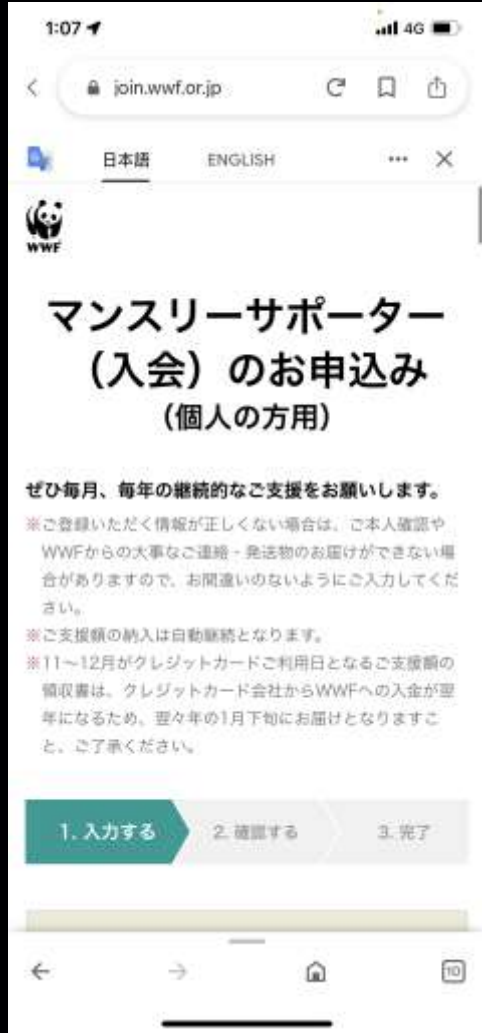 1:07
4G
join.wwf.or.jp
日本語 ENGLISH
WWF
マンスリーサポーター
（入会）のお申込み
（個人の方用）
ぜひ毎月、毎年の継続的なご支援をお願いします。
※ご登録いただく情報が正しくない場合は、ご本人確認や
WWFからの大事なご連絡・発送物のお届けができない場
合がありますので、お間違いのないようにご入力してくだ
さい。
※ご支援額の納入は自動継続となります。
※11～12月がクレジットカードご利用日となるご支援額の
領収書は、クレジットカード会社からWWFへの入金が翌
年になるため、翌々年の1月下旬にお届けとなりますこ
と、ご了承ください。
1. 入力する 2. 確認する 3. 完了
10